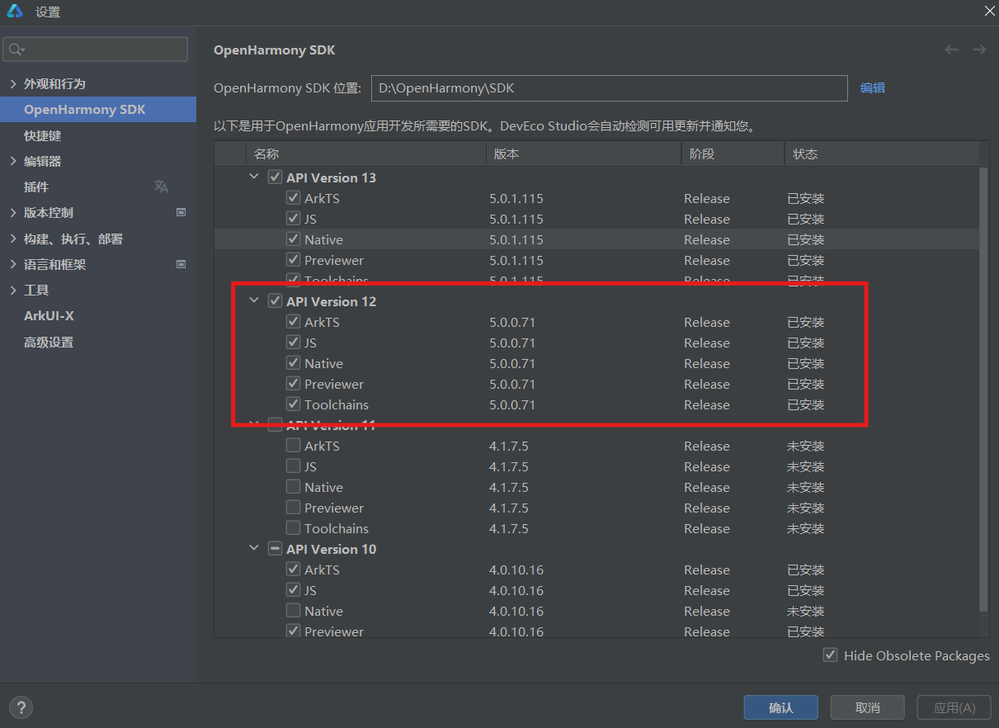 设置
外观和行为
OpenHarmony SDK
快捷键
编辑器
插件
版本控制
构建、执行、部署
语言和框架
工具
ArkUI-X
高级设置
OpenHarmony SDK
OpenHarmony SDK 位置: D:\OpenHarmony\SDK 编辑
以下是用于OpenHarmony应用开发所需要的SDK。DevEco Studio会自动检测可用更新并通知您。
名称 版本 阶段 状态
API Version 13
ArkTS 5.0.1.115 Release 已安装
JS 5.0.1.115 Release 已安装
Native 5.0.1.115 Release 已安装
Previewer 5.0.1.115 Release 已安装
Toolchains 5.0.1.115 Release 已安装
API Version 12
ArkTS 5.0.0.71 Release 已安装
JS 5.0.0.71 Release 已安装
Native 5.0.0.71 Release 已安装
Previewer 5.0.0.71 Release 已安装
Toolchains 5.0.0.71 Release 已安装
API Version 11
ArkTS 4.1.7.5 Release 未安装
JS 4.1.7.5 Release 未安装
Native 4.1.7.5 Release 未安装
Previewer 4.1.7.5 Release 未安装
Toolchains 4.1.7.5 Release 未安装
API Version 10
ArkTS 4.0.10.16 Release 已安装
JS 4.0.10.16 Release 已安装
Native 4.0.10.16 Release 未安装
Previewer 4.0.10.16 Release 已安装
Hide Obsolete Packages
? 确认 取消 应用(A)